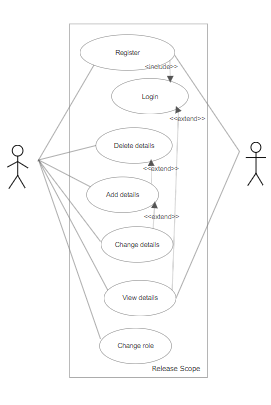 Register
<<include>>
Login
<<extend>>
Delete details
<<extend>>
Add details
<<extend>>
Change details
View details
Change role
Release Scope